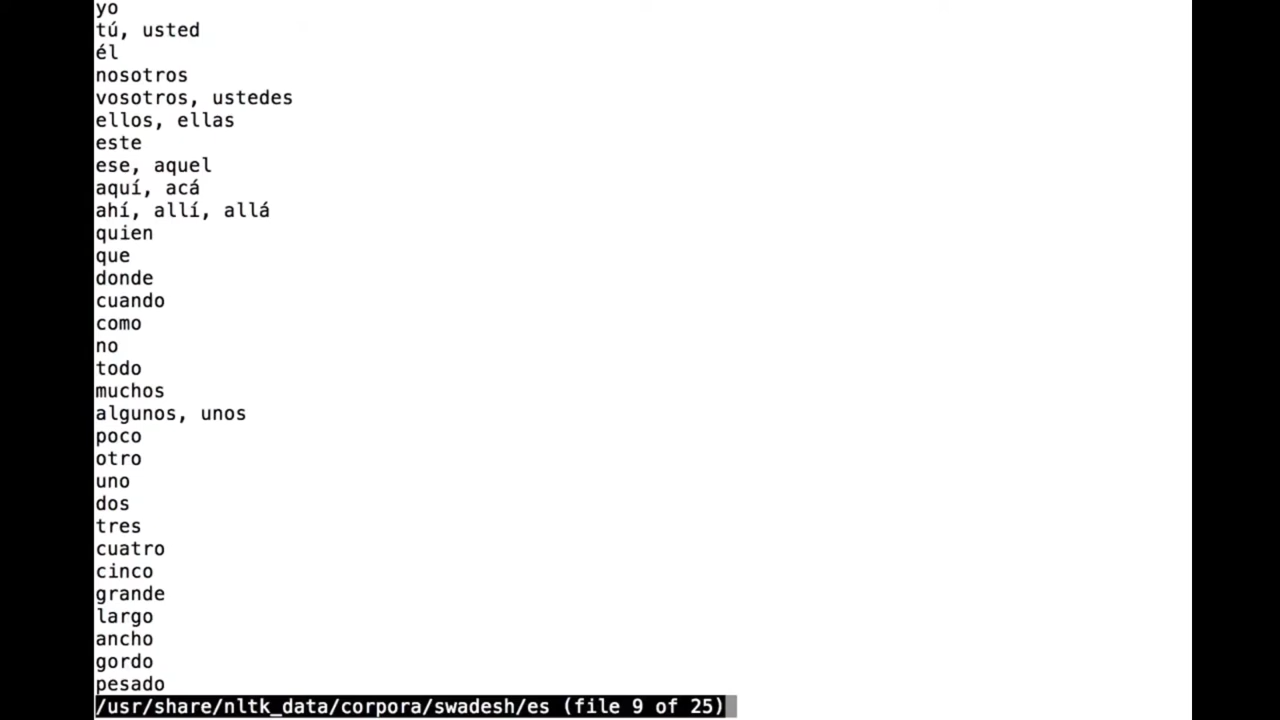 yo
tú, usted
él
nosotros
vosotros, ustedes
ellos, ellas
este
ese, aquel
aquí, acá
ahí, allí, allá
quien
que
donde
cuando
como
no
todo
muchos
algunos, unos
poco
otro
uno
dos
tres
cuatro
cinco
grande
largo
ancho
gordo
pesado
/usr/share/nltk_data/corpora/swadesh/es (file 9 of 25)